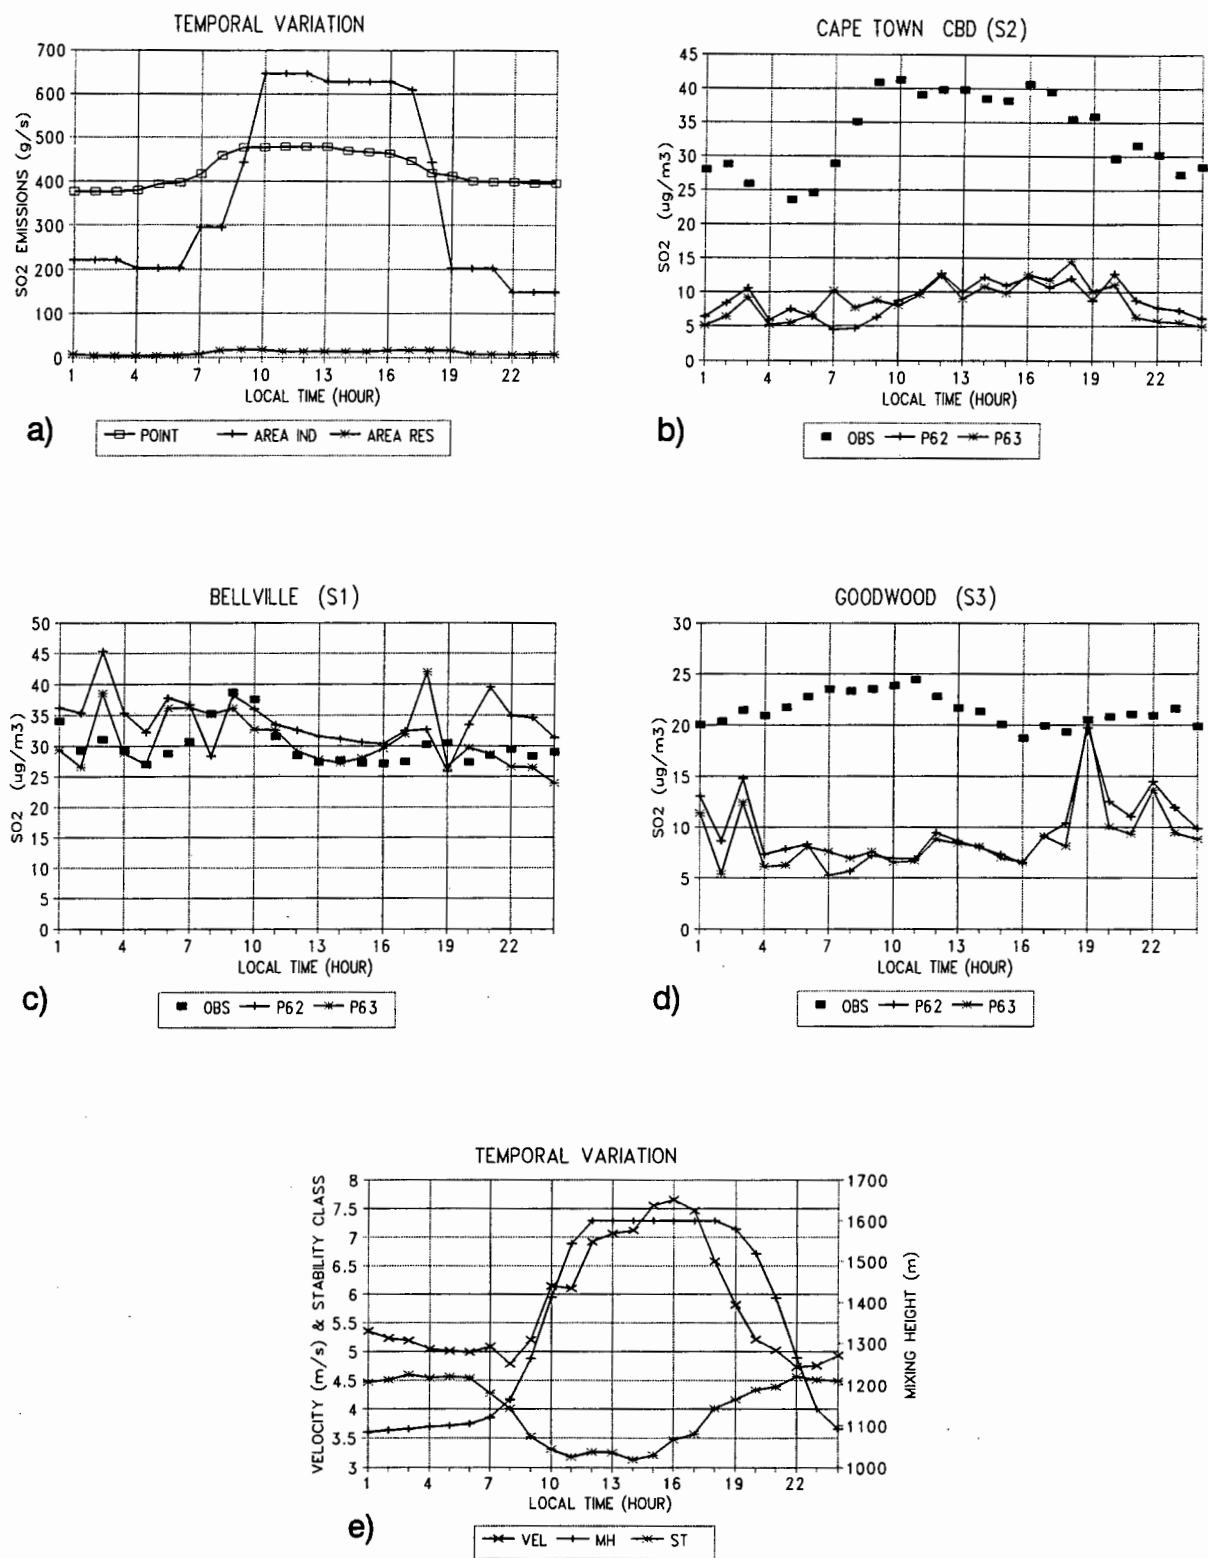 TEMPORAL VARIATION
700
600
500
400
300
200
100
0
SO2 EMISSIONS (g/s)
1 4 7 10 13 16 19 22
LOCAL TIME (HOUR)
a)
POINT AREA IND AREA RES
CAPE TOWN CBD (S2)
45
40
35
30
25
20
15
10
5
0
SO2 (ug/m3)
1 4 7 10 13 16 19 22
LOCAL TIME (HOUR)
b)
OBS P62 P63
BELLVILLE (S1)
50
45
40
35
30
25
20
15
10
5
0
SO2 (ug/m3)
1 4 7 10 13 16 19 22
LOCAL TIME (HOUR)
c)
OBS P62 P63
GOODWOOD (S3)
30
25
20
15
10
5
0
SO2 (ug/m3)
1 4 7 10 13 16 19 22
LOCAL TIME (HOUR)
d)
OBS P62 P63
TEMPORAL VARIATION
8
7.5
7
6.5
6
5.5
5
4.5
4
3.5
3
VELOCITY (m/s) & STABILITY CLASS
1700
1600
1500
1400
1300
1200
1100
1000
MIXING HEIGHT (m)
1 4 7 10 13 16 19 22
LOCAL TIME (HOUR)
e)
VEL MH ST